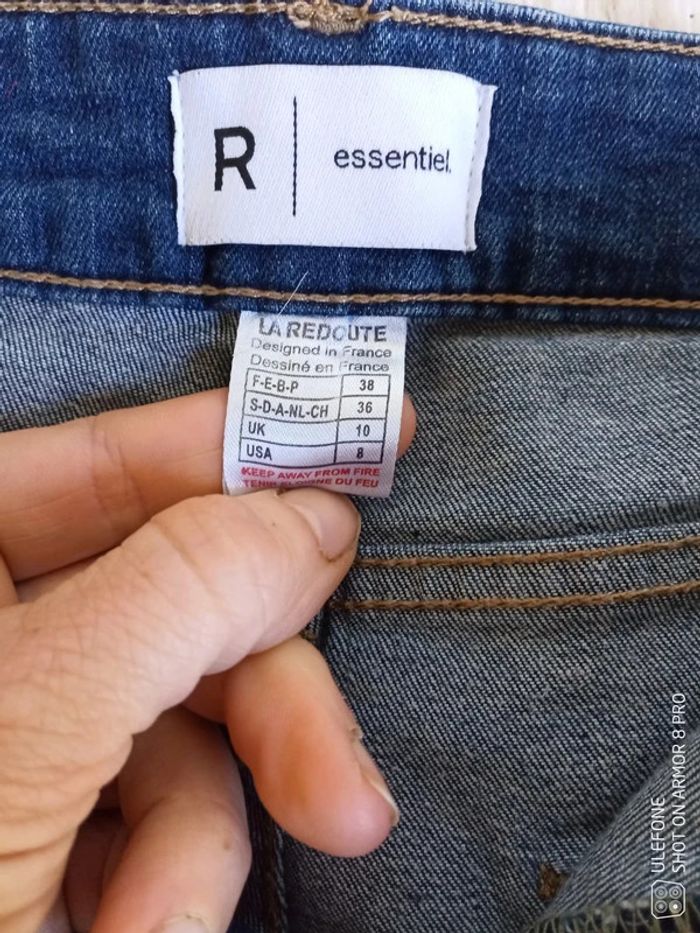 R | essentiel.
LA REDOUTE
Designed in France
Dessiné en France
F-E-B-P 38
S-D-A-NL-CH 36
UK 10
USA 8
KEEP AWAY FROM FIRE
TENIR ELOIGNE DU FEU
ULEFONE
SHOT ON ARMOR 8 PRO